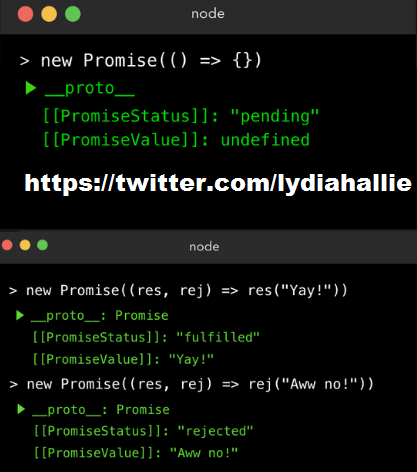 node
> new Promise(() => {})
▶ __proto__
[[PromiseStatus]]: "pending"
[[PromiseValue]]: undefined
https://twitter.com/lydiahallie
node
> new Promise((res, rej) => res("Yay!"))
▶ __proto__: Promise
[[PromiseStatus]]: "fulfilled"
[[PromiseValue]]: "Yay!"
> new Promise((res, rej) => rej("Aww no!"))
▶ __proto__: Promise
[[PromiseStatus]]: "rejected"
[[PromiseValue]]: "Aww no!"